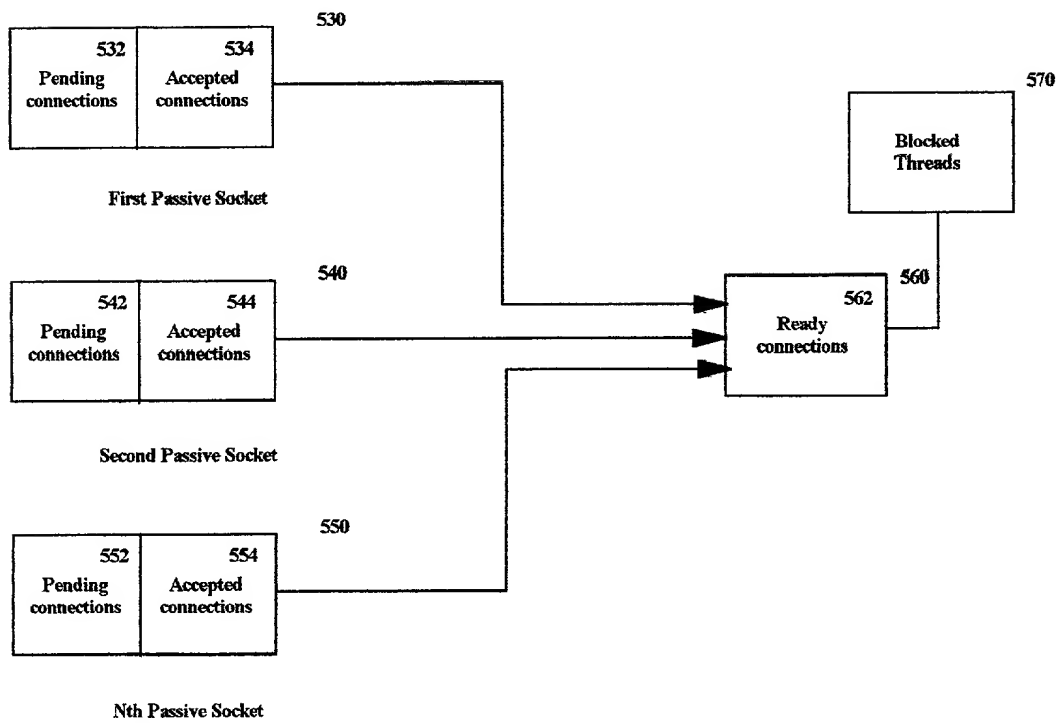 530
532
534
Pending
connections
Accepted
connections
First Passive Socket
570
Blocked
Threads
540
542
544
Pending
connections
Accepted
connections
Second Passive Socket
560
562
Ready
connections
550
552
554
Pending
connections
Accepted
connections
Nth Passive Socket